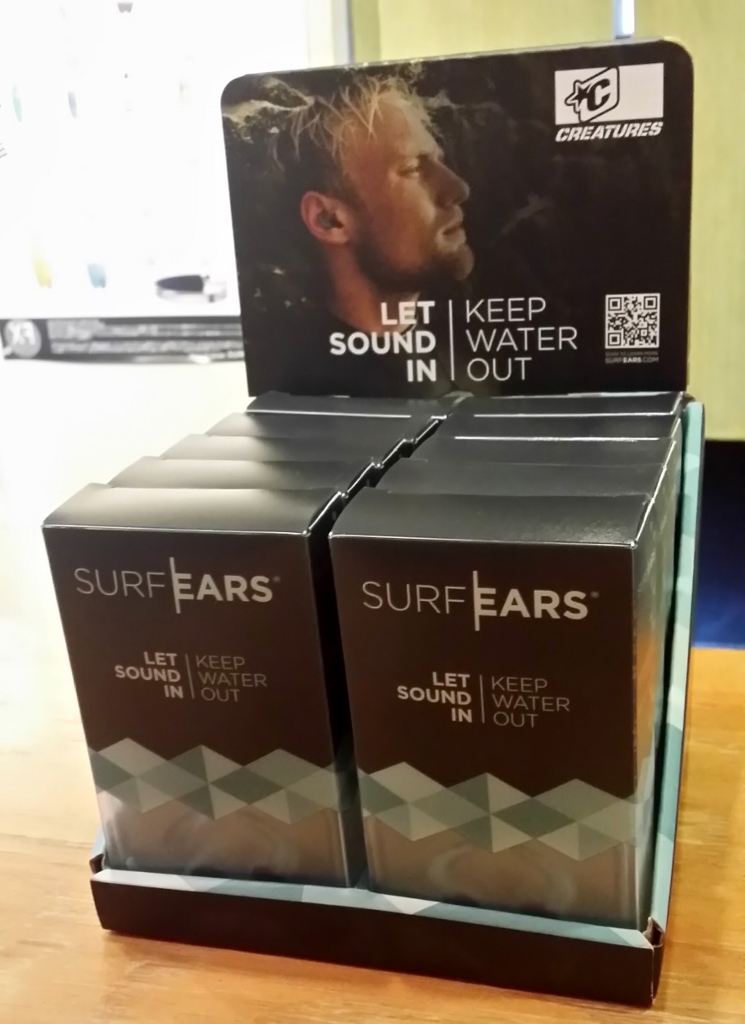 CREATURES
LET
SOUND
IN
KEEP
WATER
OUT
SURFEARS.COM
SURFEARS®
LET
SOUND
IN
KEEP
WATER
OUT
SURFEARS®
LET
SOUND
IN
KEEP
WATER
OUT